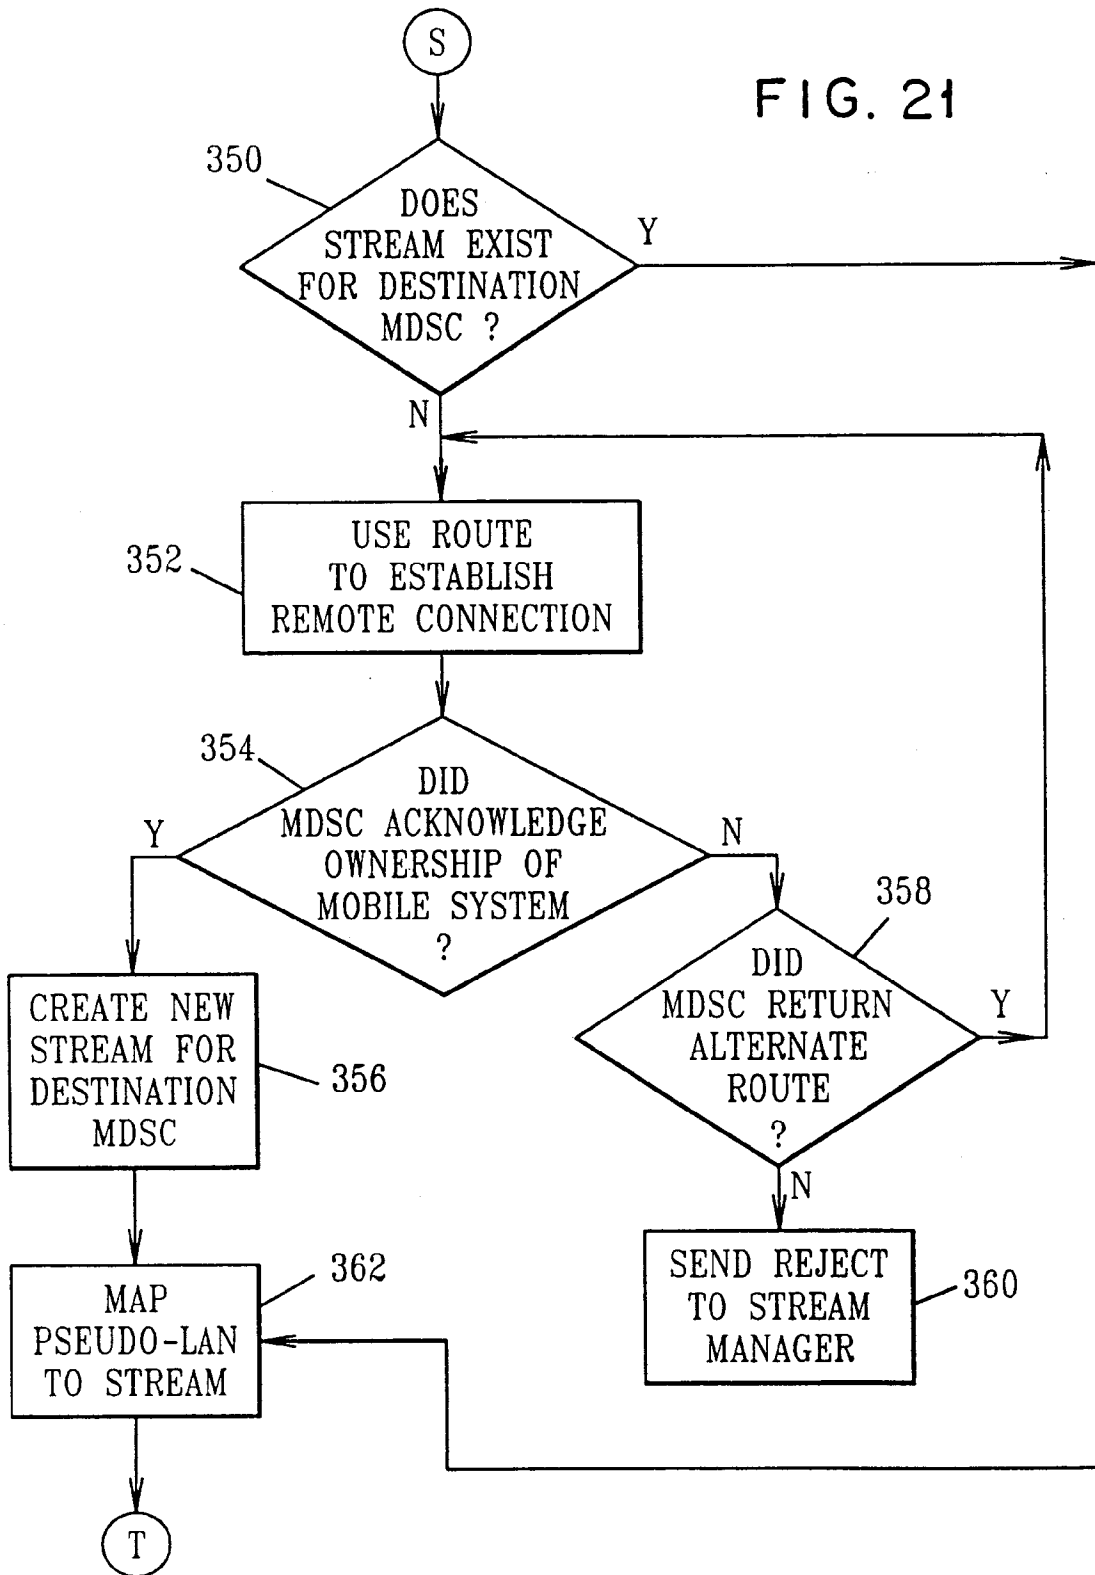 S
FIG. 21
350
DOES
STREAM EXIST
FOR DESTINATION
MDSC ?
Y
N
352
USE ROUTE
TO ESTABLISH
REMOTE CONNECTION
354
DID
MDSC ACKNOWLEDGE
OWNERSHIP OF
MOBILE SYSTEM
?
Y
N
358
DID
MDSC RETURN
ALTERNATE
ROUTE
?
Y
N
CREATE NEW
STREAM FOR
DESTINATION
MDSC
356
SEND REJECT
TO STREAM
MANAGER
360
MAP
PSEUDO-LAN
TO STREAM
362
T